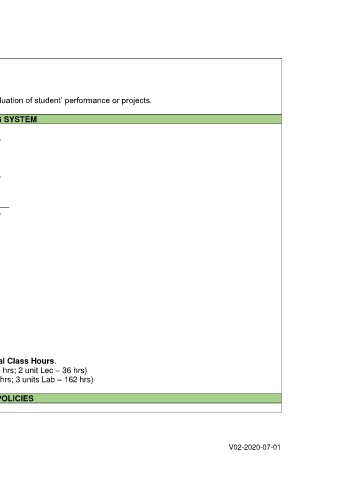 luation of student' performance or projects.
G SYSTEM
al Class Hours.
hrs; 2 unit Lec – 36 hrs)
hrs; 3 units Lab – 162 hrs)
POLICIES
V02-2020-07-01